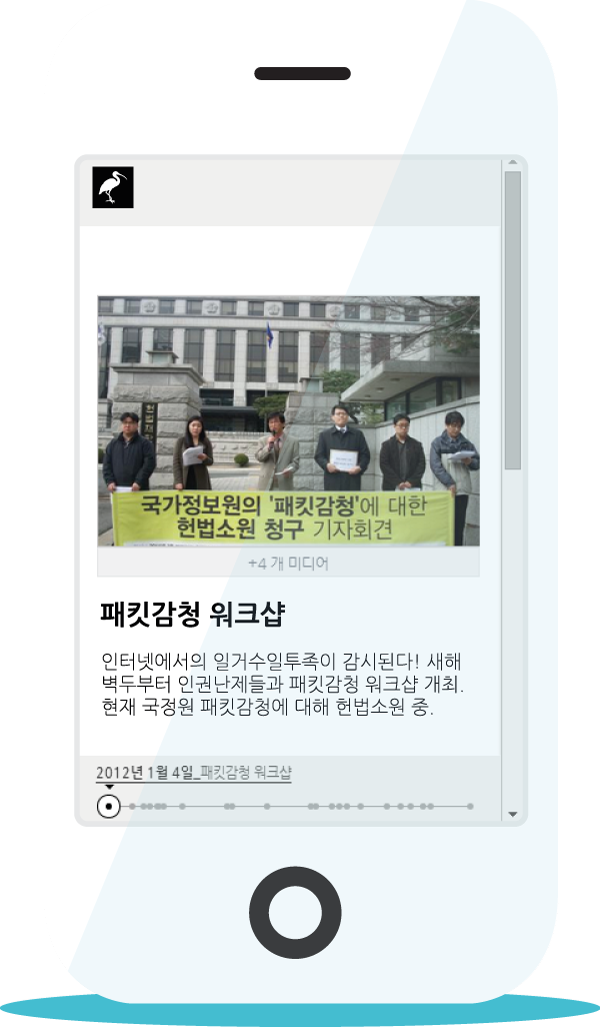 헌법재
국가정보원의 '패킷감청'에 대한
헌법소원 청구 기자회견
+4 개 미디어
패킷감청 워크샵
인터넷에서의 일거수일투족이 감시된다! 새해
벽두부터 인권난제들과 패킷감청 워크샵 개최.
현재 국정원 패킷감청에 대해 헌법소원 중.
2012년 1월 4일_패킷감청 워크샵